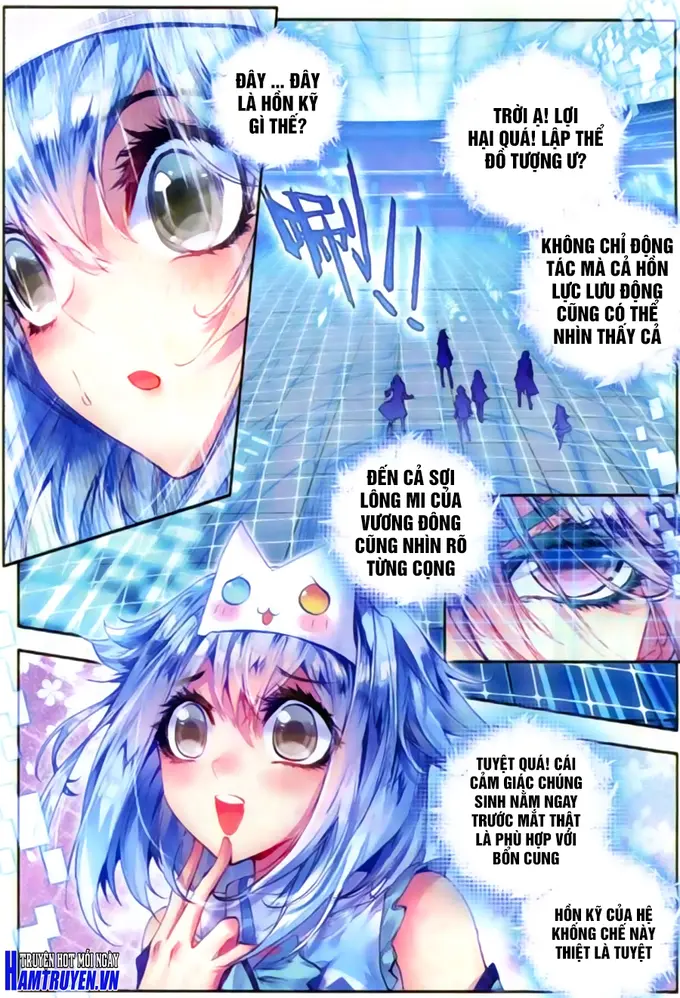 ĐÂY ... ĐÂY
LÀ HỒN KỸ
GÌ THẾ?
TRỜI Ạ! LỢI
HẠI QUÁ! LẬP THỂ
ĐỒ TƯỢNG Ư?
KHÔNG CHỈ ĐỘNG
TÁC MÀ CẢ HỒN
LỰC LƯU ĐỘNG
CŨNG CÓ THỂ
NHÌN THẤY CẢ
ĐẾN CẢ SỢI
LÔNG MI CỦA
VƯƠNG ĐÔNG
CŨNG NHÌN RÕ
TỪNG CỌNG
TUYỆT QUÁ! CÁI
CẢM GIÁC CHÚNG
SINH NẰM NGAY
TRƯỚC MẮT THẬT
LÀ PHÙ HỢP VỚI
BỔN CUNG
HỒN KỸ CỦA HỆ
KHỐNG CHẾ NÀY
THIỆT LÀ TUYỆT
TRUYỆN HOT MỖI NGÀY
HAMTRUYEN.VN